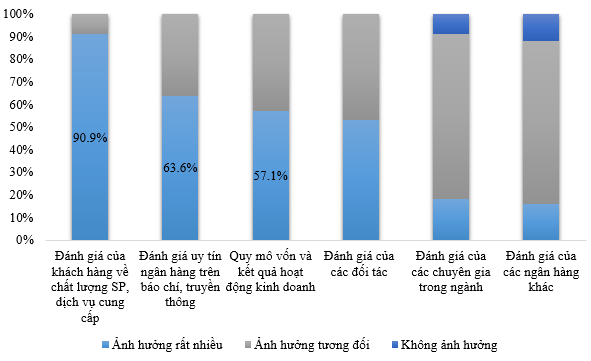 100%
90%
80%
70%
60%
50%
40%
30%
20%
10%
0%
90.9%
63.6%
57.1%
Đánh giá của
khách hàng về
chất lượng SP,
dịch vụ cung
cấp
Đánh giá uy tín
ngân hàng trên
báo chí, truyền
thông
Quy mô vốn và
kết quả hoạt
động kinh doanh
Đánh giá của
các đối tác
Đánh giá của
các chuyên gia
trong ngành
Đánh giá của
các ngân hàng
khác
Ảnh hưởng rất nhiều
Ảnh hưởng tương đối
Không ảnh hưởng